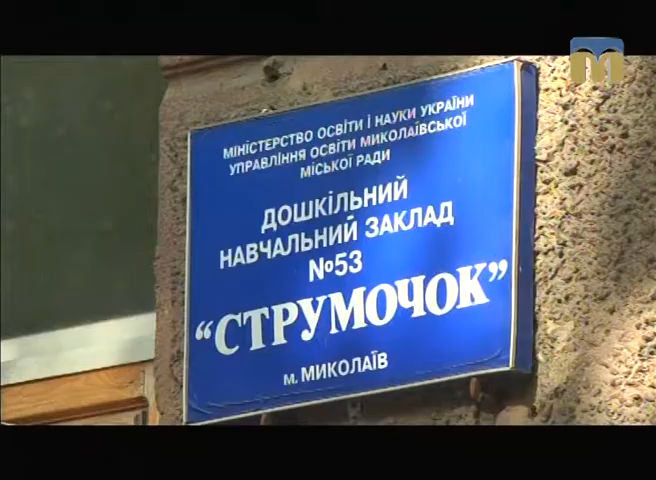 МІНІСТЕРСТВО ОСВІТИ І НАУКИ УКРАЇНИ
УПРАВЛІННЯ ОСВІТИ МИКОЛАЇВСЬКОЇ
МІСЬКОЇ РАДИ
ДОШКІЛЬНИЙ
НАВЧАЛЬНИЙ ЗАКЛАД
№53
“СТРУМОЧОК”
м. МИКОЛАЇВ